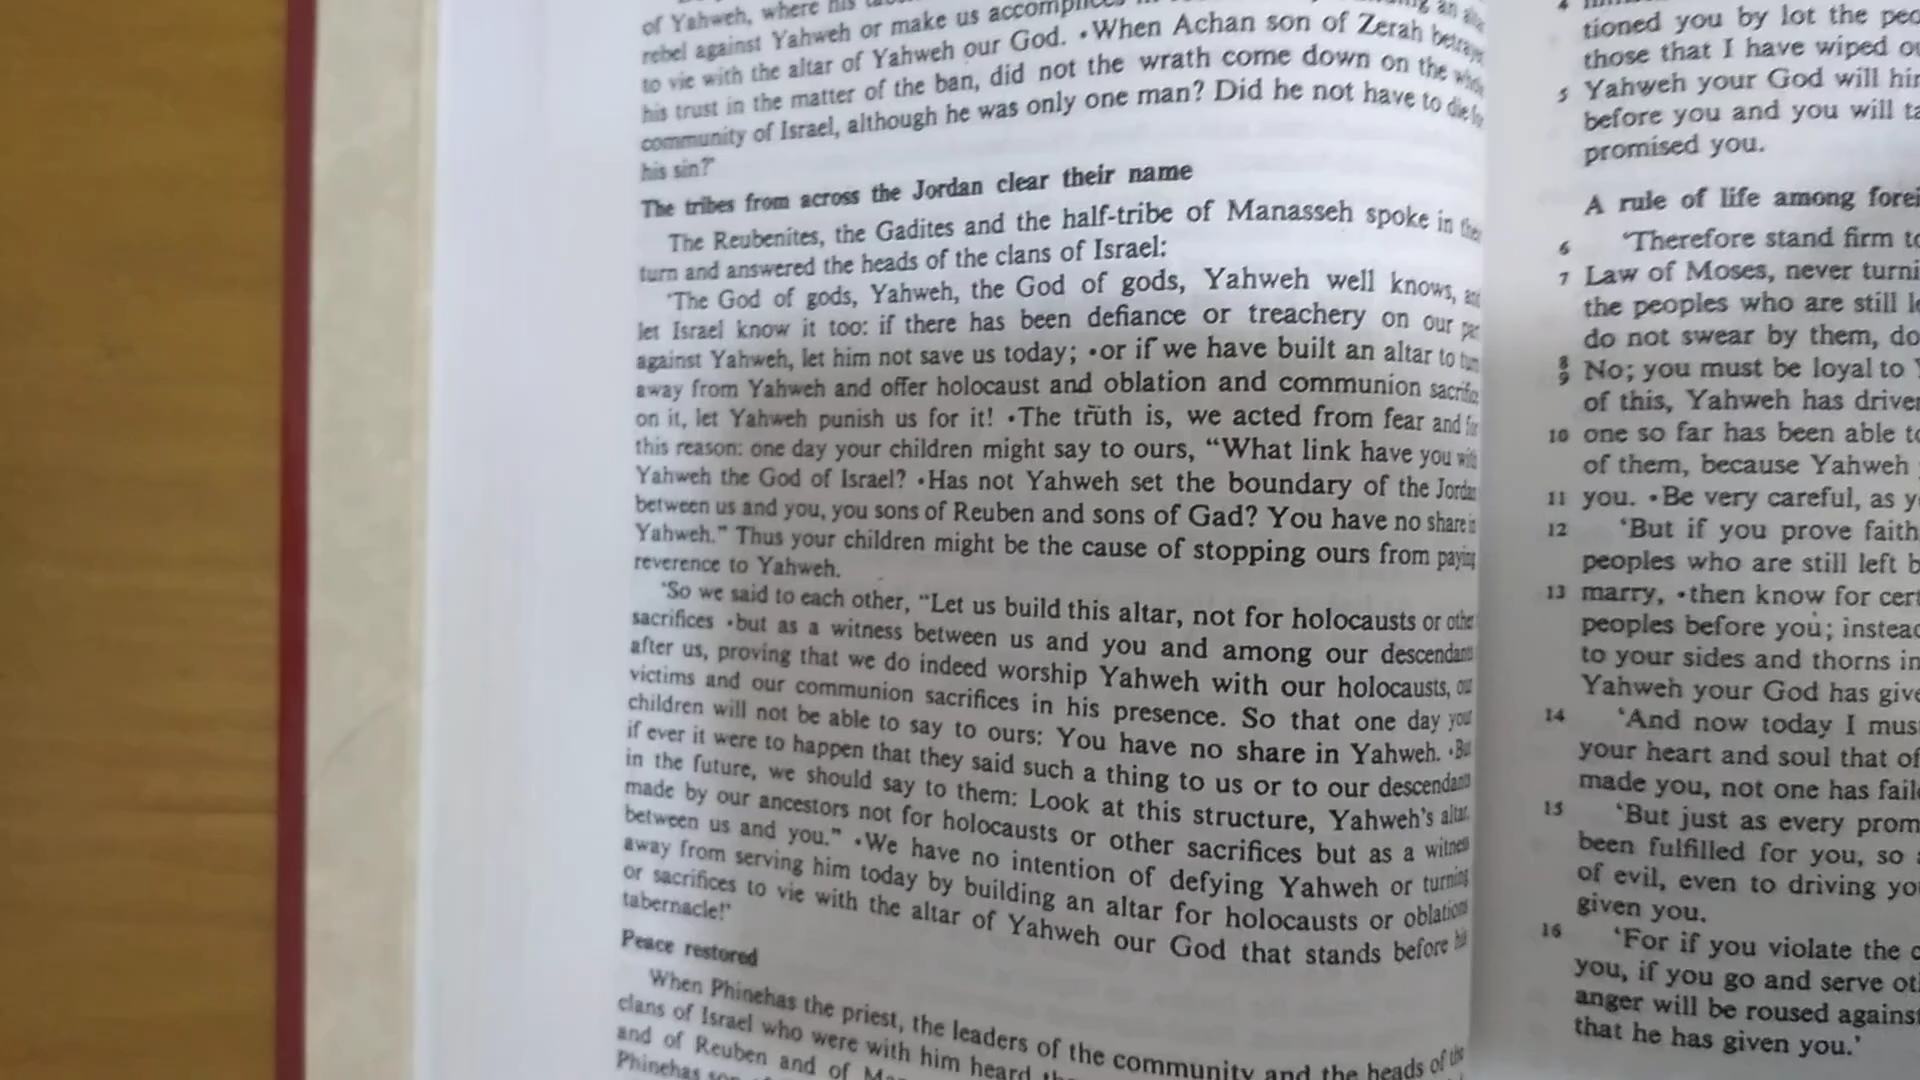 of Yahweh, where his
rebel against Yahweh or make us
to vie with the altar of Yahweh our God. •When Achan son of Zerah
his trust in the matter of the ban, did not the wrath come down on the
community of Israel, although he was only one man? Did he not have to die
his sin?'
The tribes from across the Jordan clear their name
The Reubenites, the Gadites and the half-tribe of Manasseh spoke in
turn and answered the heads of the clans of Israel:
'The God of gods, Yahweh, the God of gods, Yahweh well knows,
let Israel know it too: if there has been defiance or treachery on our
against Yahweh, let him not save us today; •or if we have built an altar to
away from Yahweh and offer holocaust and oblation and communion
on it, let Yahweh punish us for it! •The truth is, we acted from fear and
this reason: one day your children might say to ours, “What link have you
Yahweh the God of Israel? •Has not Yahweh set the boundary of the
between us and you, you sons of Reuben and sons of Gad? You have no share
Yahweh.” Thus your children might be the cause of stopping ours from paying
reverence to Yahweh.
'So we said to each other, “Let us build this altar, not for holocausts or other
sacrifices •but as a witness between us and you and among our
after us, proving that we do indeed worship Yahweh with our holocausts,
victims and our communion sacrifices in his presence. So that one day
children will not be able to say to ours: You have no share in Yahweh. •But
if ever it were to happen that they said such a thing to us or to our
in the future, we should say to them: Look at this structure, Yahweh's altar,
made by our ancestors not for holocausts or other sacrifices but as a witness
between us and you.” •We have no intention of defying Yahweh or turning
away from serving him today by building an altar for holocausts or
or sacrifices to vie with the altar of Yahweh our God that stands before
tabernacle!'
Peace restored
When Phinehas the priest, the leaders of the community and the heads of the
clans of Israel who were with him heard
and of Reuben and of
Phinehas
tioned you by lot the
those that I have wiped
5 Yahweh your God will
before you and you will
promised you.
A rule of life among
6 'Therefore stand firm
7 Law of Moses, never
the peoples who are still
do not swear by them, do
8
9 No; you must be loyal to
of this, Yahweh has
10 one so far has been able
of them, because Yahweh
11 you. •Be very careful, as
12 'But if you prove
peoples who are still left
13 marry, •then know for
peoples before you;
to your sides and thorns in
Yahweh your God has
14 'And now today I
your heart and soul that
made you, not one has
15 'But just as every
been fulfilled for you, so
of evil, even to driving
given you.
16 'For if you violate the
you, if you go and serve
anger will be roused
that he has given you.'